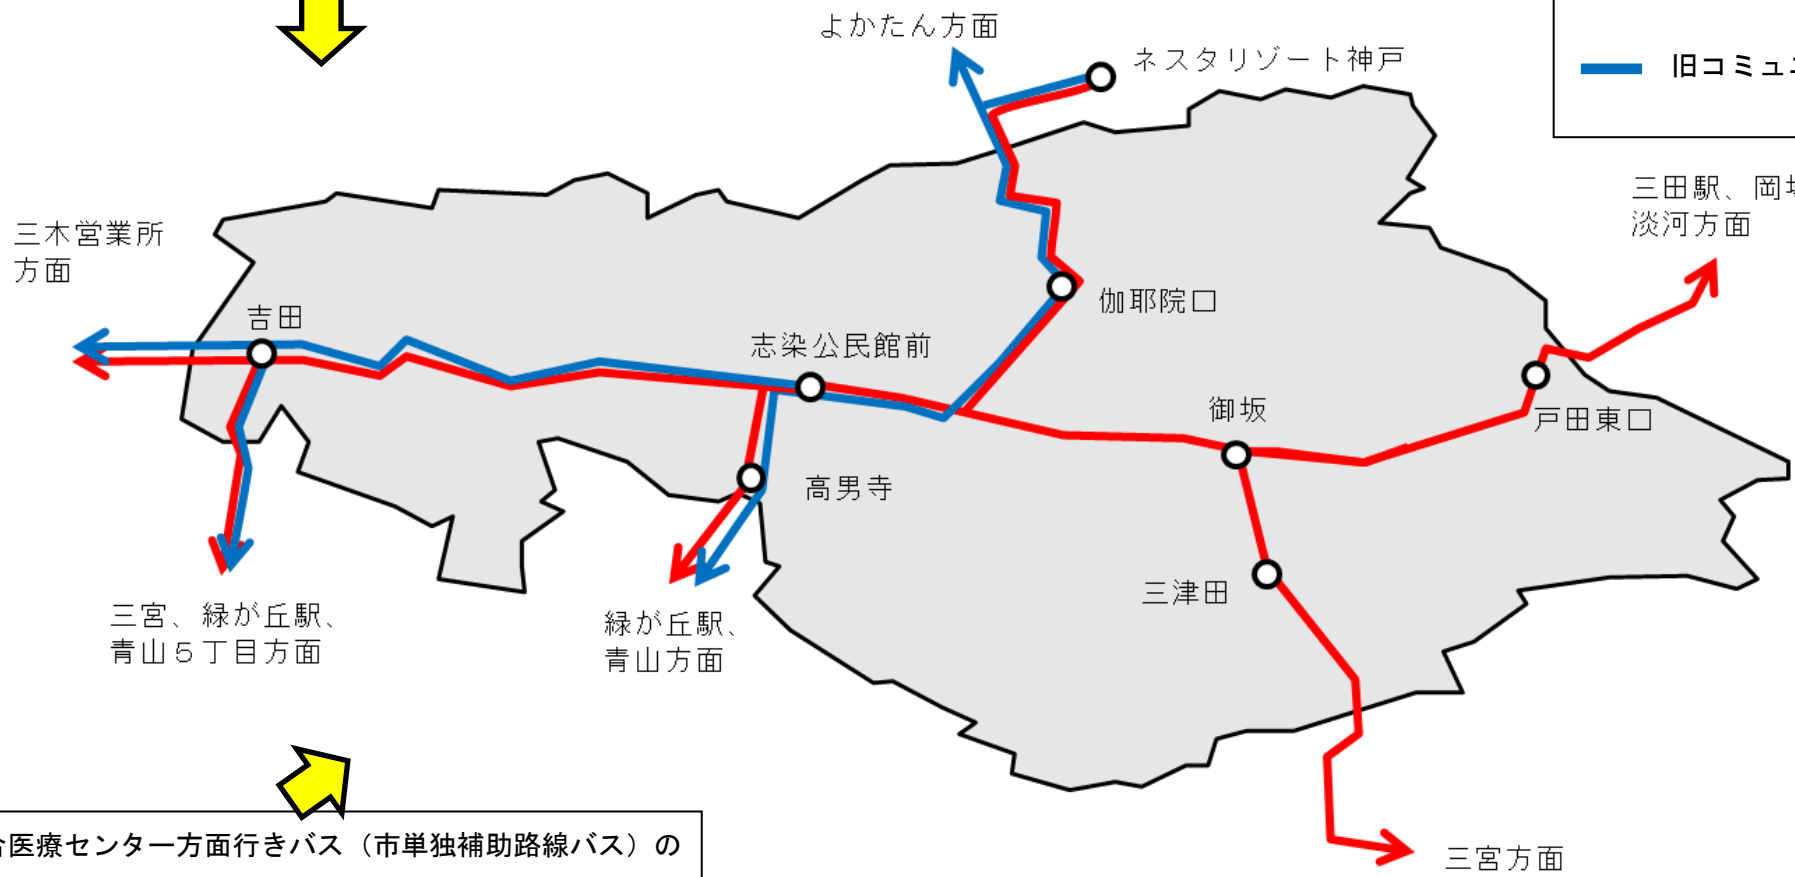 よかたん方面
ネスタリゾート神戸
旧コミュ
三田駅、岡
淡河方面
三木営業所
方面
吉田
伽耶院口
志染公民館前
御坂
戸田東口
高男寺
三津田
三宮、緑が丘駅、
青山５丁目方面
緑が丘駅、
青山方面
医療センター方面行きバス（市単独補助路線バス）の
三宮方面